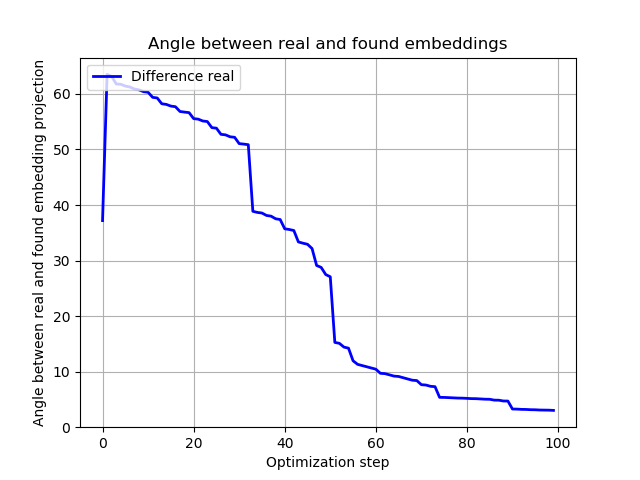 Angle between real and found embeddings
Difference real
Angle between real and found embedding projection
60
50
40
30
20
10
0
0 20 40 60 80 100
Optimization step